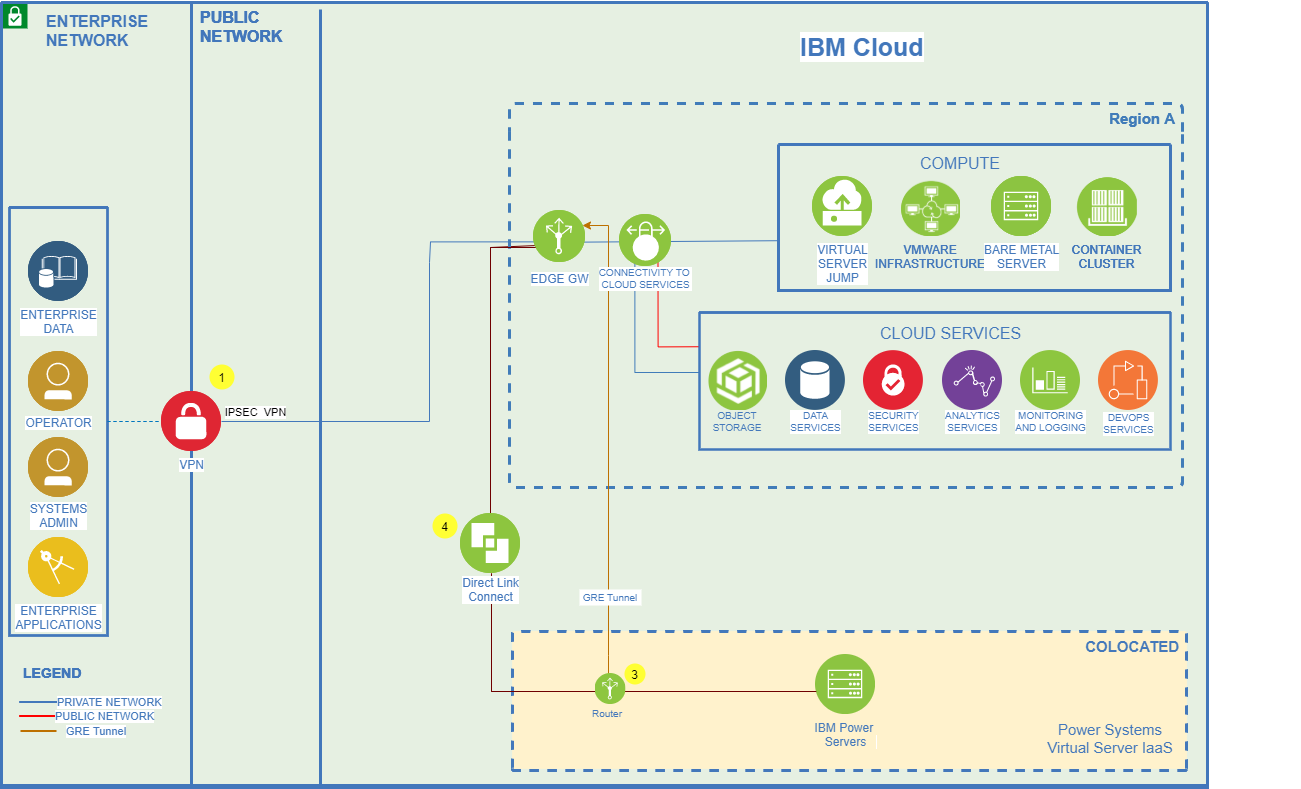 ENTERPRISE
NETWORK
PUBLIC
NETWORK
IBM Cloud
Region A
COMPUTE
VIRTUAL
SERVER
JUMP
VMWARE
INFRASTRUCTURE
BARE METAL
SERVER
CONTAINER
CLUSTER
EDGE GW
CONNECTIVITY TO
CLOUD SERVICES
CLOUD SERVICES
OBJECT
STORAGE
DATA
SERVICES
SECURITY
SERVICES
ANALYTICS
SERVICES
MONITORING
AND LOGGING
DEVOPS
SERVICES
ENTERPRISE
DATA
OPERATOR
SYSTEMS
ADMIN
ENTERPRISE
APPLICATIONS
1
IPSEC VPN
VPN
4
Direct Link
Connect
GRE Tunnel
COLOCATED
3
Router
IBM Power
Servers
Power Systems
Virtual Server IaaS
LEGEND
PRIVATE NETWORK
PUBLIC NETWORK
GRE Tunnel